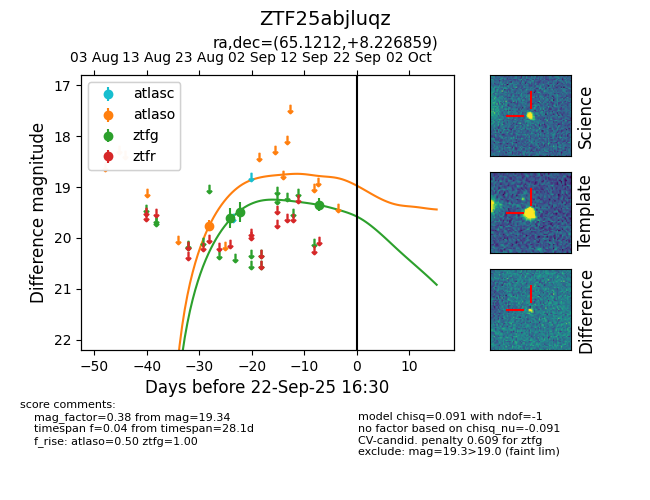 ZTF25abjluqz
ra,dec=(65.1212,+8.226859)
03 Aug 13 Aug 23 Aug 02 Sep 12 Sep 22 Sep 02 Oct
17
18
19
20
21
22
Difference magnitude
atlasc
atlaso
ztfg
ztfr
−50 −40 −30 −20 −10 0 10
Days before 22-Sep-25 16:30
Science
Template
Difference
score comments:
mag_factor=0.38 from mag=19.34
timespan f=0.04 from timespan=28.1d
f_rise: atlaso=0.50 ztfg=1.00
model chisq=0.091 with ndof=-1
no factor based on chisq_nu=-0.091
CV-candid. penalty 0.609 for ztfg
exclude: mag=19.3>19.0 (faint lim)